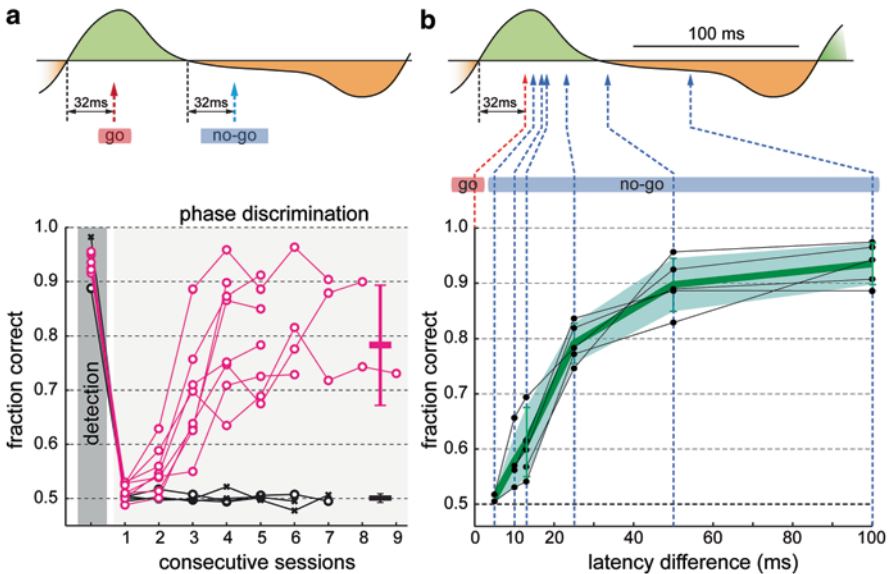 a
32ms
32ms
go
no-go
phase discrimination
1.0
0.9
0.8
0.7
0.6
0.5
fraction correct
detection
1 2 3 4 5 6 7 8 9
consecutive sessions
b
100 ms
32ms
go
no-go
1.0
0.9
0.8
0.7
0.6
0.5
fraction correct
0 10 20 40 60 80 100
latency difference (ms)